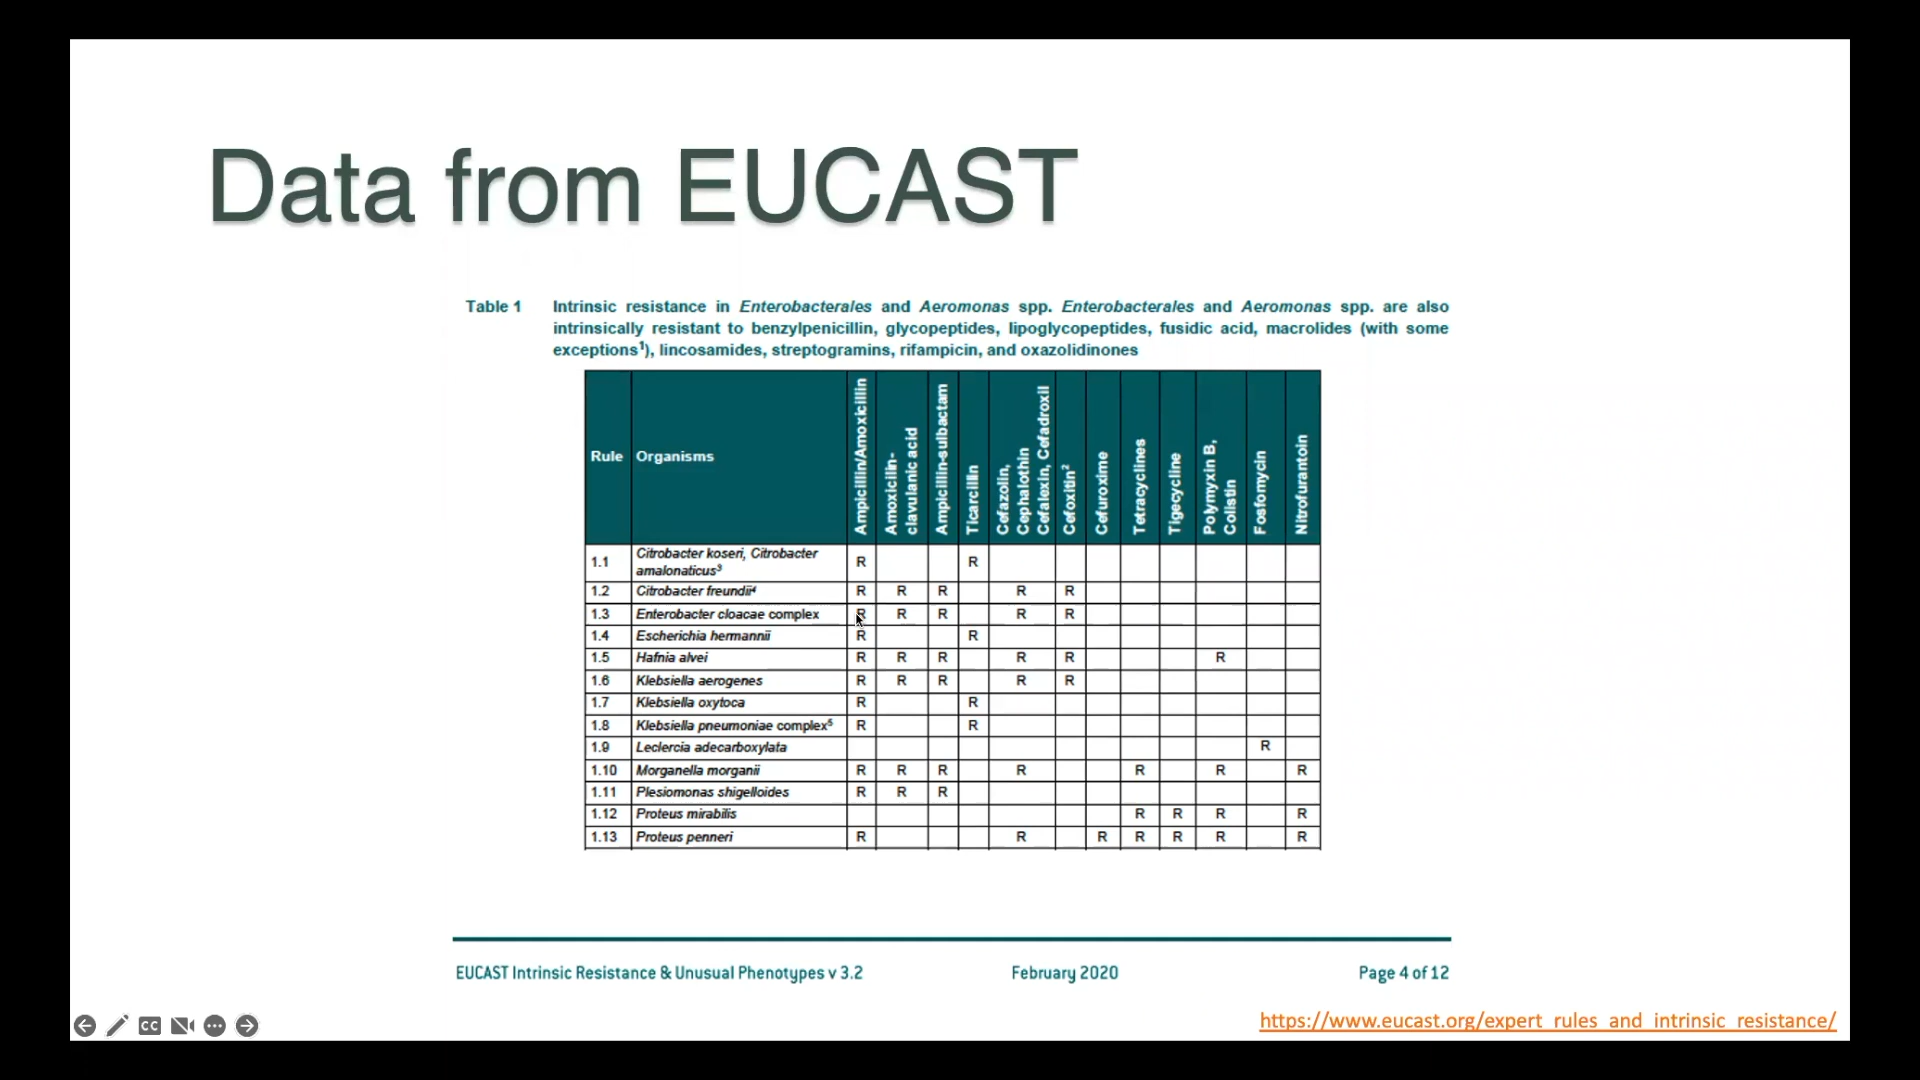 Data from EUCAST
Table 1 Intrinsic resistance in Enterobacterales and Aeromonas spp. Enterobacterales and Aeromonas spp. are also
intrinsically resistant to benzylpenicillin, glycopeptides, lipoglycopeptides, fusidic acid, macrolides (with some
exceptions¹), lincosamides, streptogramins, rifampicin, and oxazolidinones
Rule Organisms Ampicillin/Amoxicillin Amoxicilin-clavulanic acid Ampicillin-sulbactam Ticarcillin Cefazolin, Cephalothin Cefalexin, Cefadroxil Cefoxitin² Cefuroxime Tetracyclines Tigecycline Polymyxin B, Colistin Fosfomycin Nitrofurantoin
1.1 Citrobacter koseri, Citrobacter amalonaticus³ R R
1.2 Citrobacter freundii⁴ R R R R R
1.3 Enterobacter cloacae complex R R R R R
1.4 Escherichia hermannii R R
1.5 Hafnia alvei R R R R R R
1.6 Klebsiella aerogenes R R R R R
1.7 Klebsiella oxytoca R R
1.8 Klebsiella pneumoniae complex⁵ R R
1.9 Leclercia adecarboxylata R
1.10 Morganella morganii R R R R R R R
1.11 Plesiomonas shigelloides R R R
1.12 Proteus mirabilis R R R R
1.13 Proteus penneri R R R R R R R
EUCAST Intrinsic Resistance & Unusual Phenotypes v 3.2 February 2020 Page 4 of 12
CC
https://www.eucast.org/expert_rules_and_intrinsic_resistance/